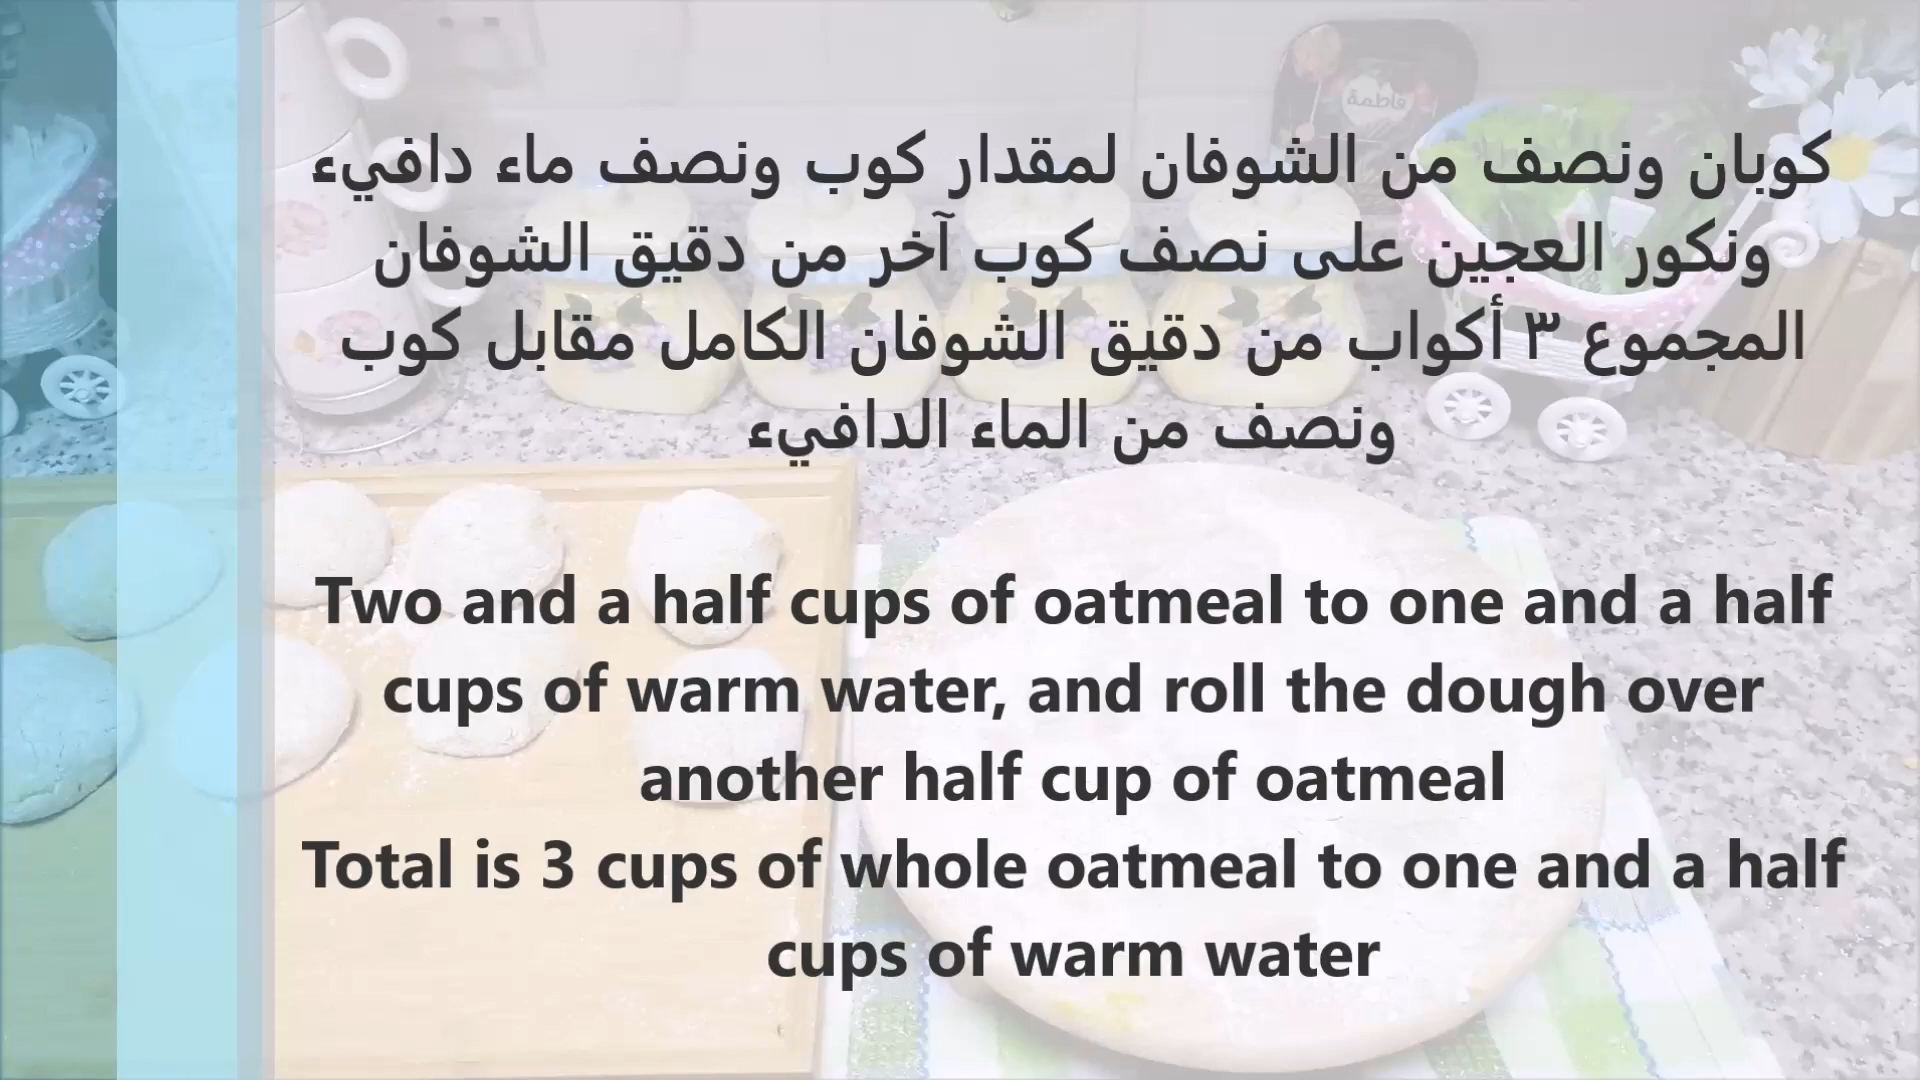 فاطمة
كوبان ونصف من الشوفان لمقدار كوب ونصف ماء دافيء
ونكور العجين على نصف كوب آخر من دقيق الشوفان
المجموع ٣ أكواب من دقيق الشوفان الكامل مقابل كوب
ونصف من الماء الدافيء
Two and a half cups of oatmeal to one and a half
cups of warm water, and roll the dough over
another half cup of oatmeal
Total is 3 cups of whole oatmeal to one and a half
cups of warm water